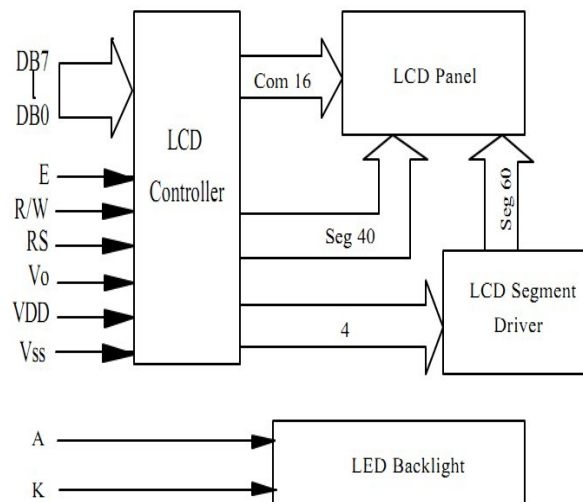 DB7
DB0
E
R/W
RS
Vo
VDD
Vss
LCD
Controller
Com 16
LCD Panel
Seg 40
Seg 60
4
LCD Segment
Driver
A
K
LED Backlight